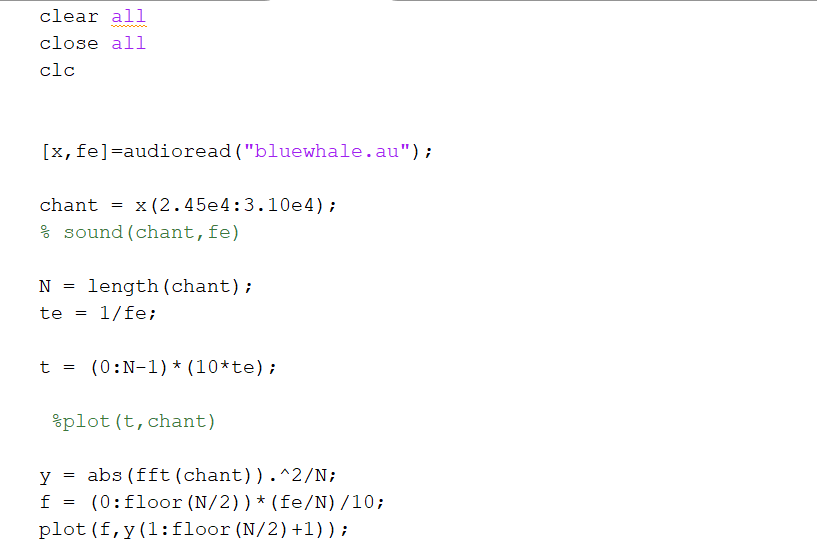 clear all
close all
clc
[x,fe]=audioread("bluewhale.au");
chant = x(2.45e4:3.10e4);
% sound(chant,fe)
N = length(chant);
te = 1/fe;
t = (0:N-1)*(10*te);
%plot(t,chant)
y = abs(fft(chant)).^2/N;
f = (0:floor(N/2))*(fe/N)/10;
plot(f,y(1:floor(N/2)+1));